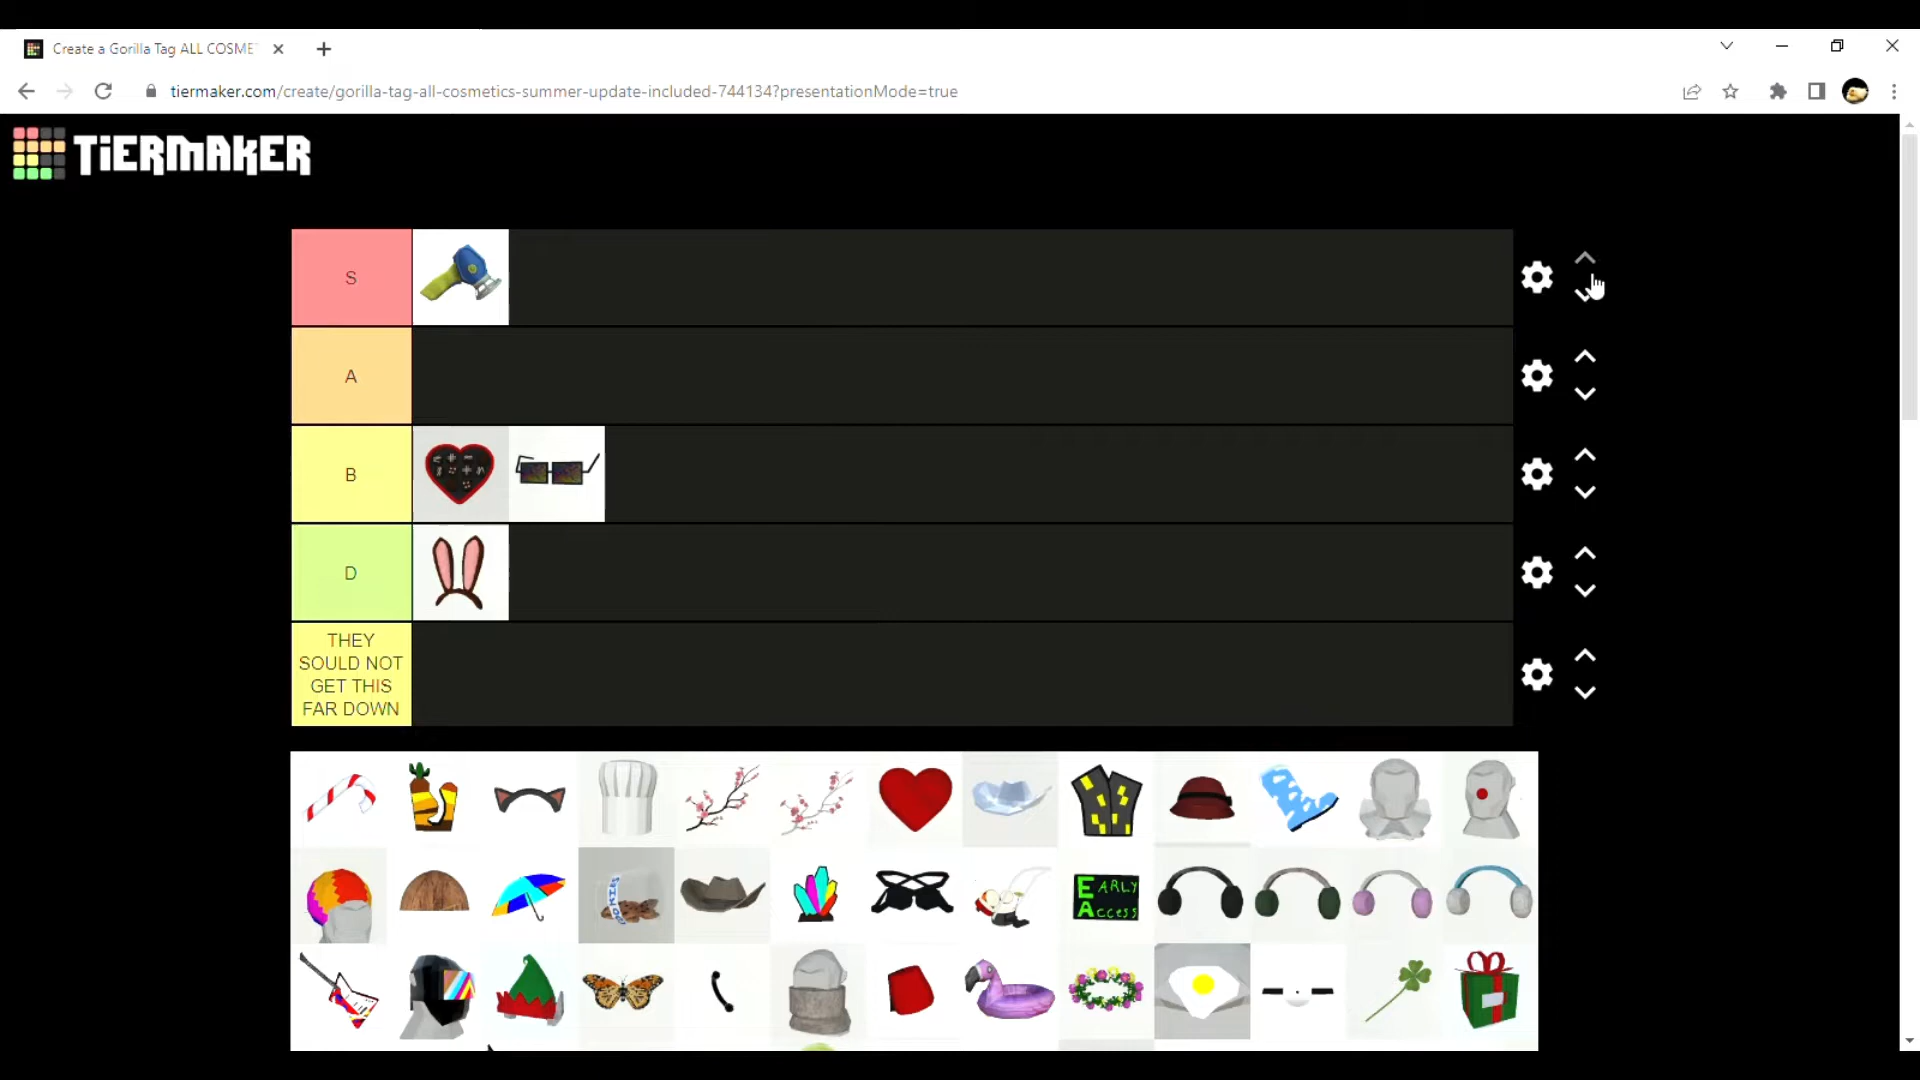 Create a Gorilla Tag ALL COSME
tiermaker.com/create/gorilla-tag-all-cosmetics-summer-update-included-744134?presentationMode=true
TiERMAKER
S
A
B
D
THEY
SOULD NOT
GET THIS
FAR DOWN
EARLY
ACCESS